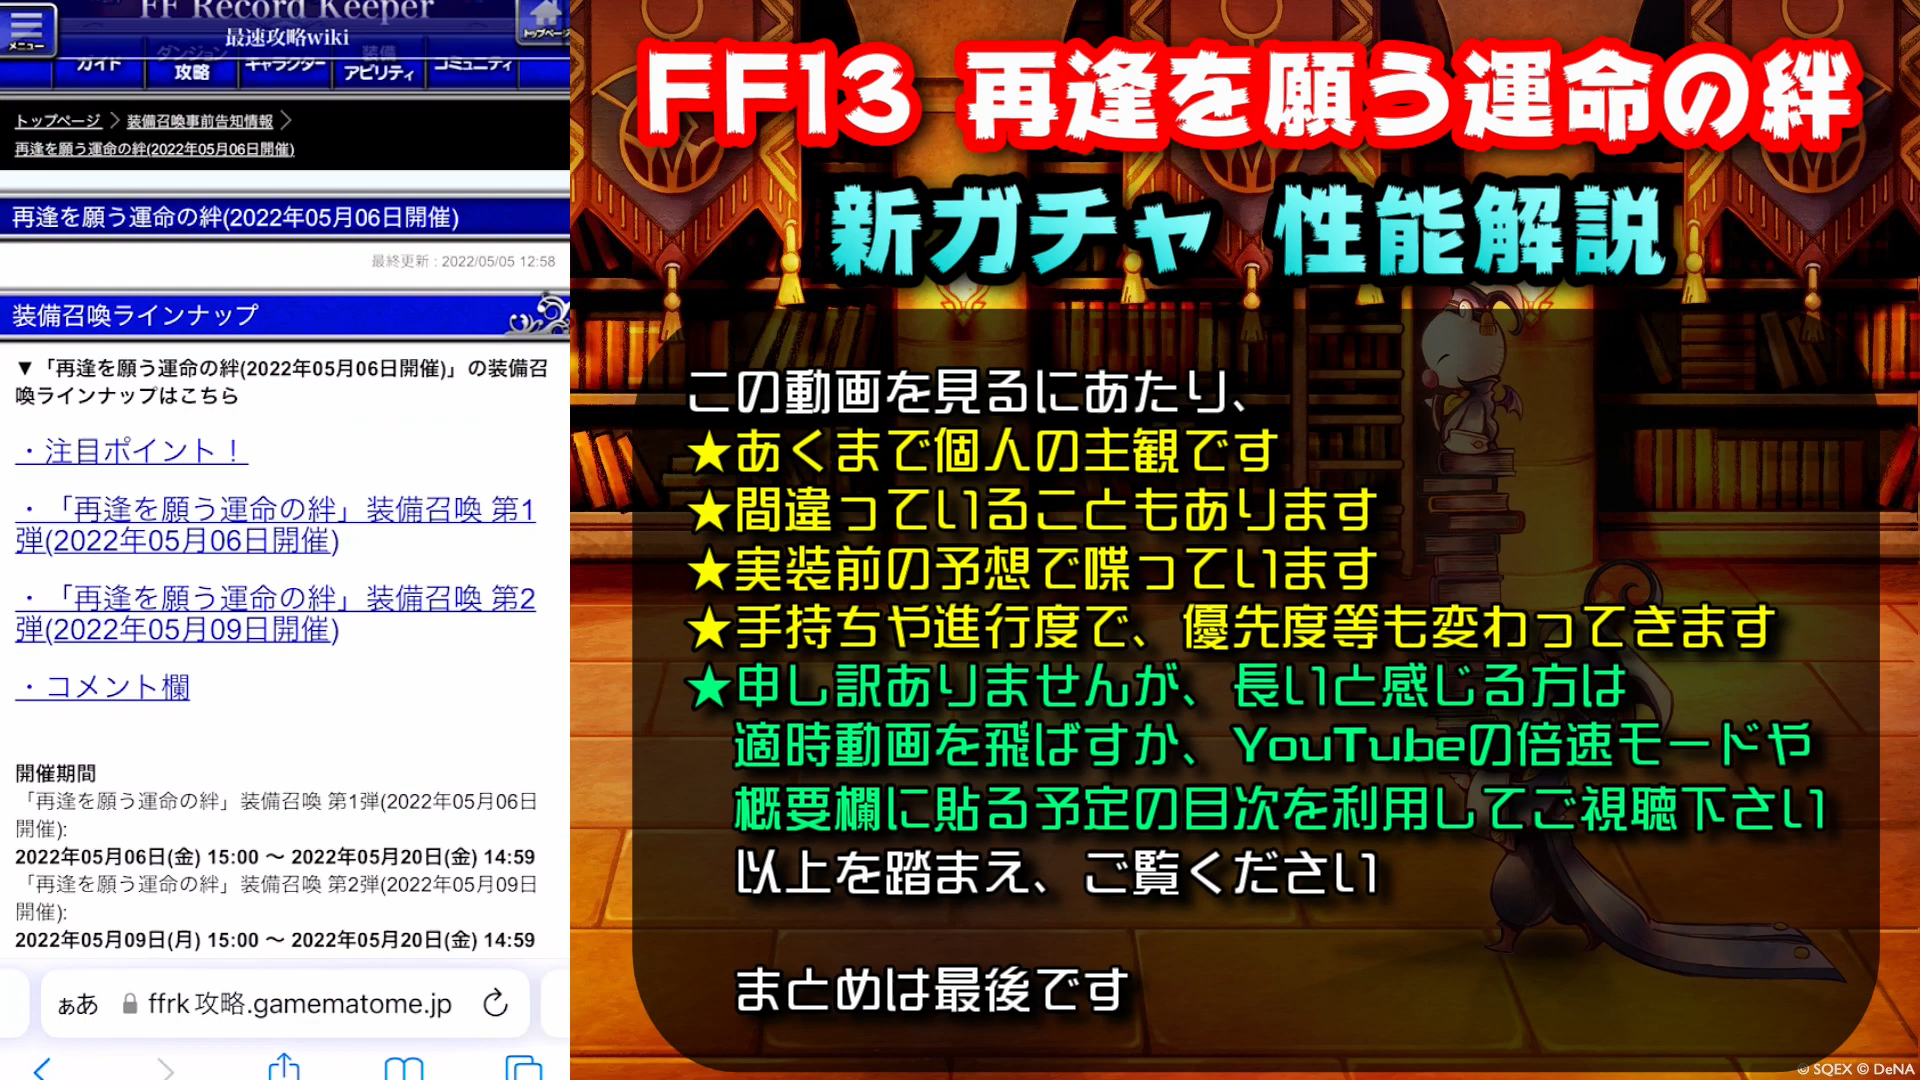 FF Record Keeper
最速攻略wiki
メニュー
トップページ
ガイド
ダンジョン
攻略
キャラクター
装備
アビリティ
コミュニティ
トップページ > 装備召喚事前告知情報 >
再逢を願う運命の絆(2022年05月06日開催)
再逢を願う運命の絆(2022年05月06日開催)
最終更新 : 2022/05/05 12:58
装備召喚ラインナップ
▼「再逢を願う運命の絆(2022年05月06日開催)」の装備召
喚ラインナップはこちら
・注目ポイント！
・「再逢を願う運命の絆」装備召喚 第1
弾(2022年05月06日開催)
・「再逢を願う運命の絆」装備召喚 第2
弾(2022年05月09日開催)
・コメント欄
開催期間
「再逢を願う運命の絆」装備召喚 第1弾(2022年05月06日
開催):
2022年05月06日(金) 15:00 〜 2022年05月20日(金) 14:59
「再逢を願う運命の絆」装備召喚 第2弾(2022年05月09日
開催):
2022年05月09日(月) 15:00 〜 2022年05月20日(金) 14:59
ぁあ ffrk攻略.gamematome.jp
FF13 再逢を願う運命の絆
新ガチャ 性能解説
この動画を見るにあたり、
★あくまで個人の主観です
★間違っていることもあります
★実装前の予想で喋っています
★手持ちや進行度で、優先度等も変わってきます
★申し訳ありませんが、長いと感じる方は
適時動画を飛ばすか、YouTubeの倍速モードや
概要欄に貼る予定の目次を利用してご視聴下さい
以上を踏まえ、ご覧ください
まとめは最後です
© SQEX © DeNA